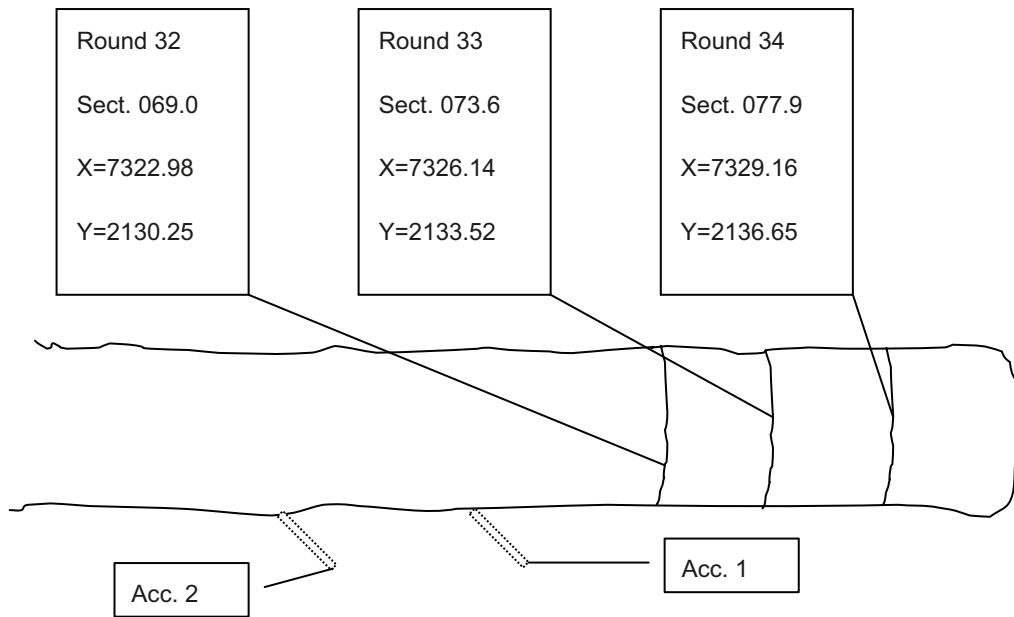 Round 32
Sect. 069.0
X=7322.98
Y=2130.25
Round 33
Sect. 073.6
X=7326.14
Y=2133.52
Round 34
Sect. 077.9
X=7329.16
Y=2136.65
Acc. 2
Acc. 1